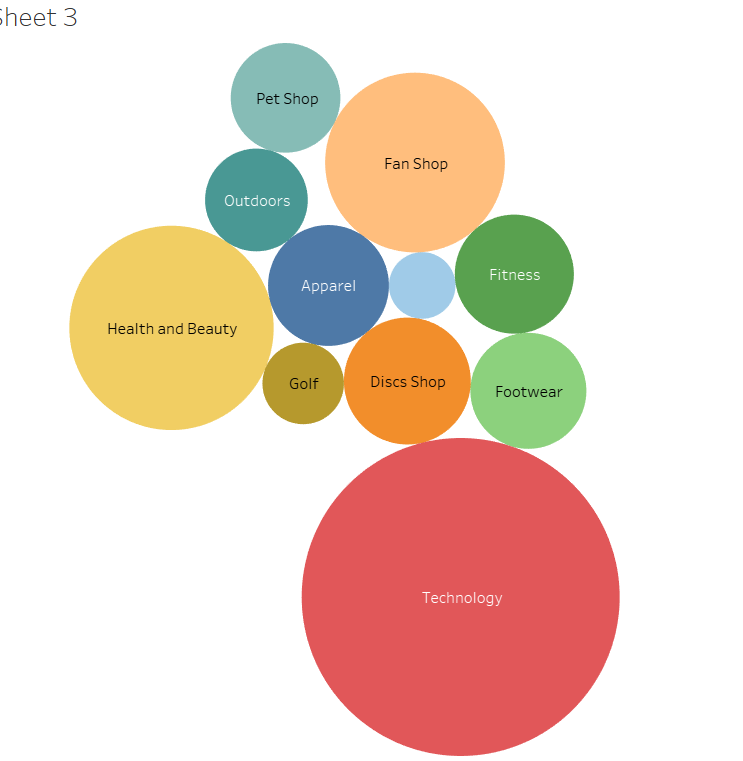 Sheet 3
Pet Shop
Fan Shop
Outdoors
Fitness
Apparel
Health and Beauty
Discs Shop
Golf
Footwear
Technology